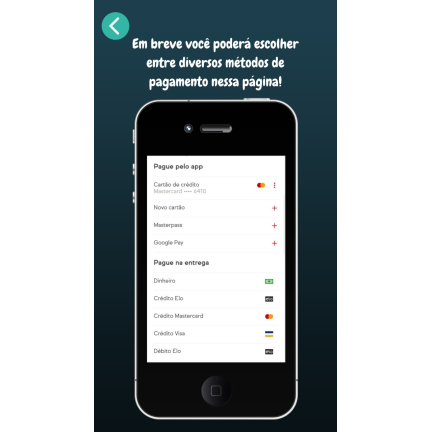 Em breve você poderá escolher
entre diversos métodos de
pagamento nessa página!
Pague pelo app
Cartão de crédito
Mastercard •••• 6410
Novo cartão
Masterpass
Google Pay
Pague na entrega
Dinheiro
Crédito Elo
Crédito Mastercard
Crédito Visa
Débito Elo